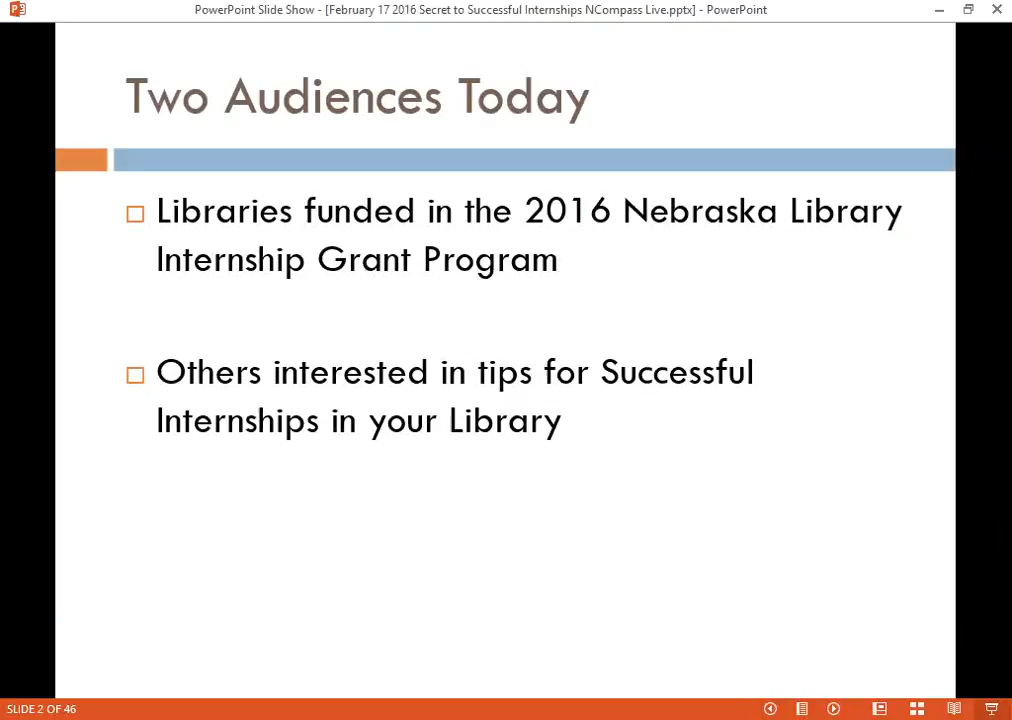 PowerPoint Slide Show - [February 17 2016 Secret to Successful Internships NCompass Live.pptx] - PowerPoint
Two Audiences Today
Libraries funded in the 2016 Nebraska Library
Internship Grant Program
Others interested in tips for Successful
Internships in your Library
SLIDE 2 OF 46